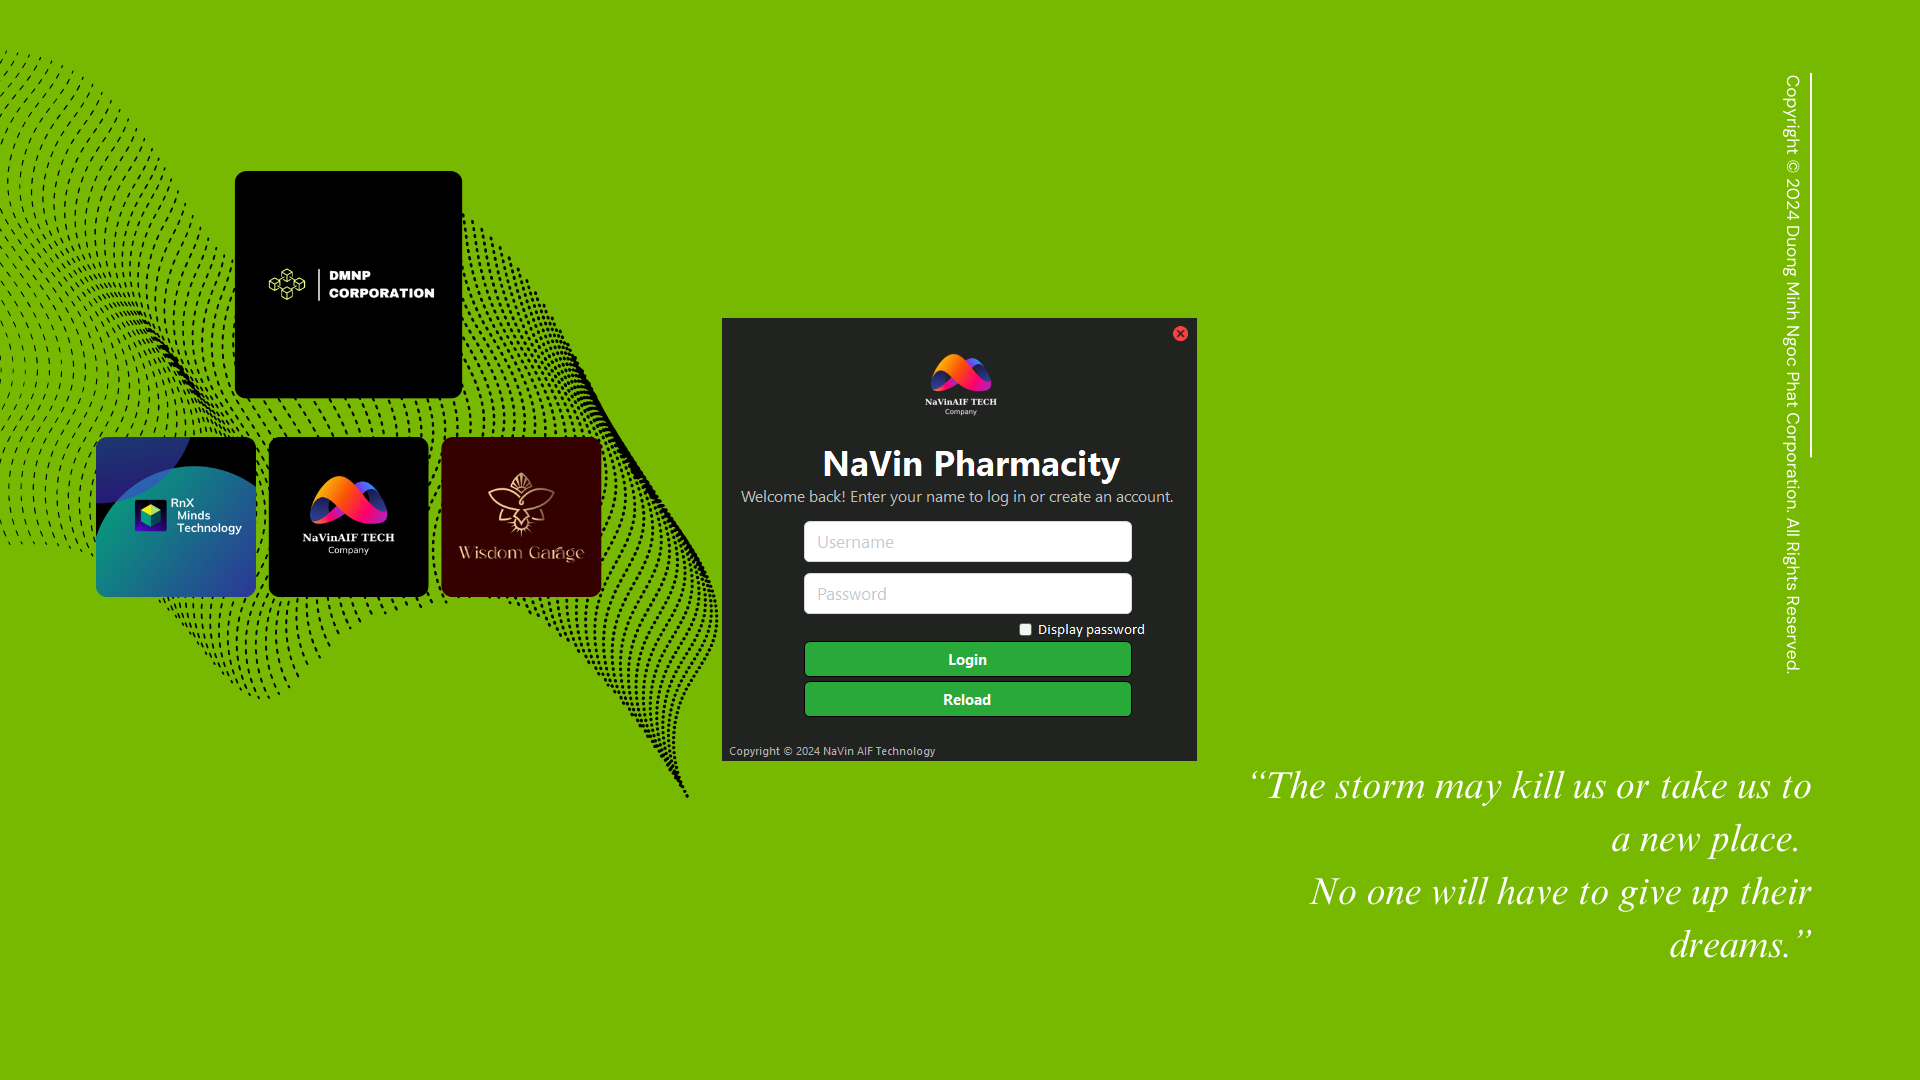 DMNP
CORPORATION
RnX
Minds
Technology
NaVinAIF TECH
Company
Wisdom Garage
NaVinAIF TECH
Company
NaVin Pharmacity
Welcome back! Enter your name to log in or create an account.
Username
Password
Display password
Login
Reload
Copyright © 2024 NaVin AIF Technology
Copyright © 2024 Duong Minh Ngoc Phat Corporation. All Rights Reserved.
“The storm may kill us or take us to
a new place.
No one will have to give up their
dreams.”